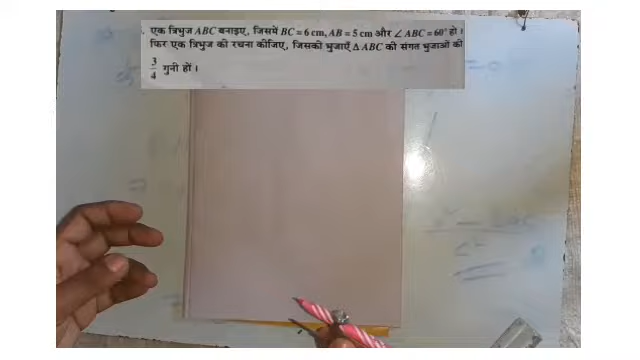 एक त्रिभुज ABC बनाइए, जिसमें BC = 6 cm, AB = 5 cm और ∠ ABC = 60° हो ।
फिर एक त्रिभुज की रचना कीजिए, जिसकी भुजाएँ Δ ABC की संगत भुजाओं की
3/4 गुनी हों ।